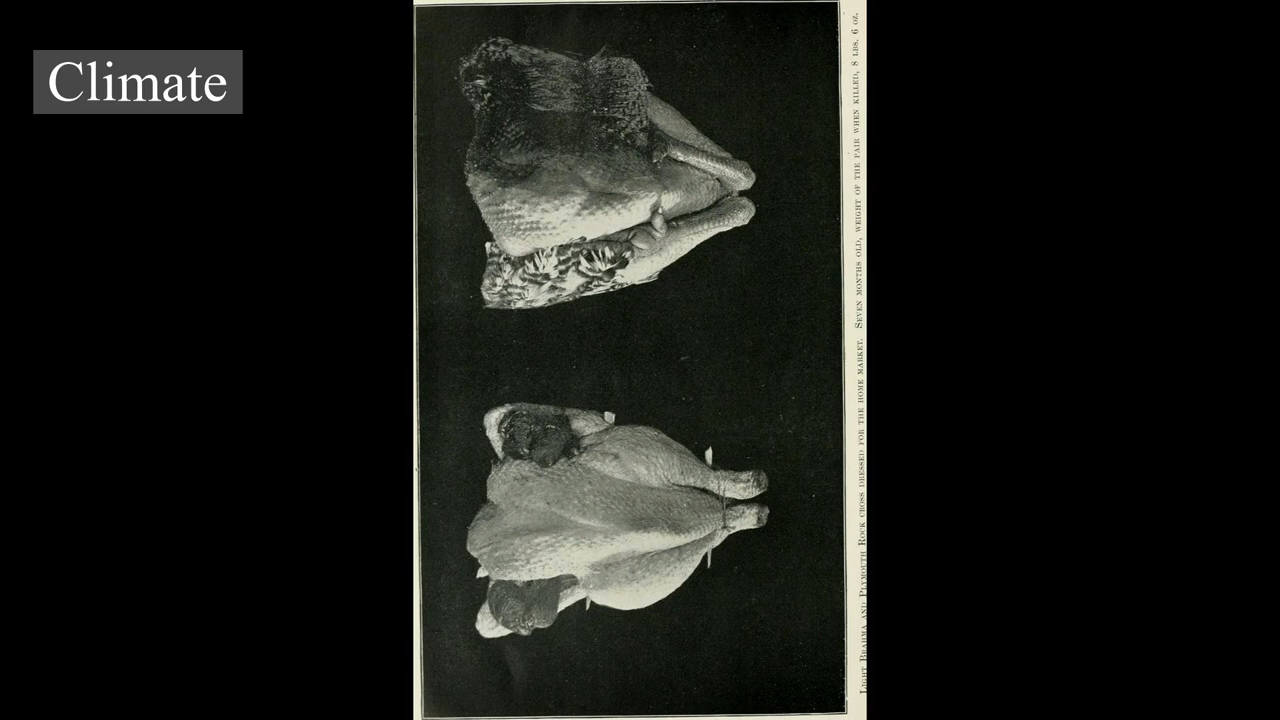 Climate
LIGHT BRAHMA AND PLYMOUTH ROCK CROSS DRESSED FOR THE HOME MARKET. SEVEN MONTHS OLD, WEIGHT OF THE PAIR WHEN KILLED, 8 LBS. 6 OZ.